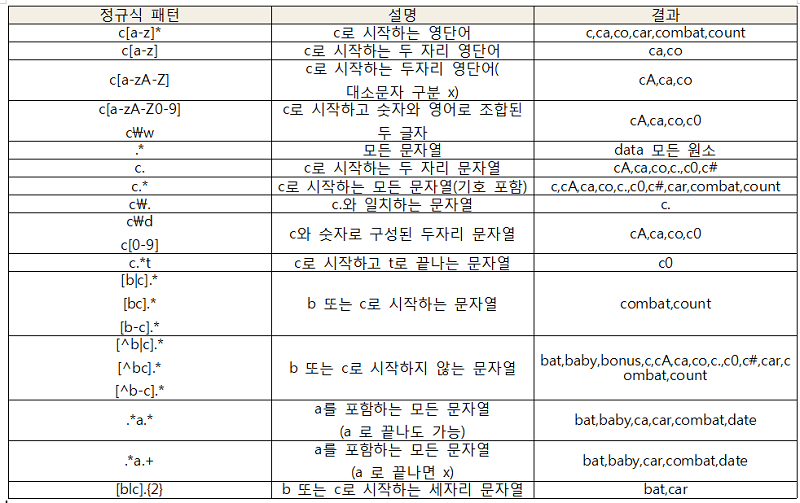 정규식 패턴 설명 결과
c[a-z]* c로 시작하는 영단어 c,ca,co,car,combat,count
c[a-z] c로 시작하는 두 자리 영단어 ca,co
c[a-zA-Z] c로 시작하는 두자리 영단어(
대소문자 구분 x) cA,ca,co
c[a-zA-Z0-9]
c₩w c로 시작하고 숫자와 영어로 조합된
두 글자 cA,ca,co,c0
.* 모든 문자열 data 모든 원소
c. c로 시작하는 두 자리 문자열 cA,ca,co,c.,c0,c#
c.* c로 시작하는 모든 문자열(기호 포함) c,cA,ca,co,c.,c0,c#,car,combat,count
c₩. c.와 일치하는 문자열 c.
c₩d
c[0-9] c와 숫자로 구성된 두자리 문자열 cA,ca,co,c0
c.*t c로 시작하고 t로 끝나는 문자열 c0
[b|c].*
[bc].*
[b-c].* b 또는 c로 시작하는 문자열 combat,count
[^b|c].*
[^bc].*
[^b-c].* b 또는 c로 시작하지 않는 문자열 bat,baby,bonus,c,cA,ca,co,c.,c0,c#,car,c
ombat,count
.*a.* a를 포함하는 모든 문자열
(a 로 끝나도 가능) bat,baby,ca,car,combat,date
.*a.+ a를 포함하는 모든 문자열
(a 로 끝나면 x) bat,baby,car,combat,date
[b|c].{2} b 또는 c로 시작하는 세자리 문자열 bat,car